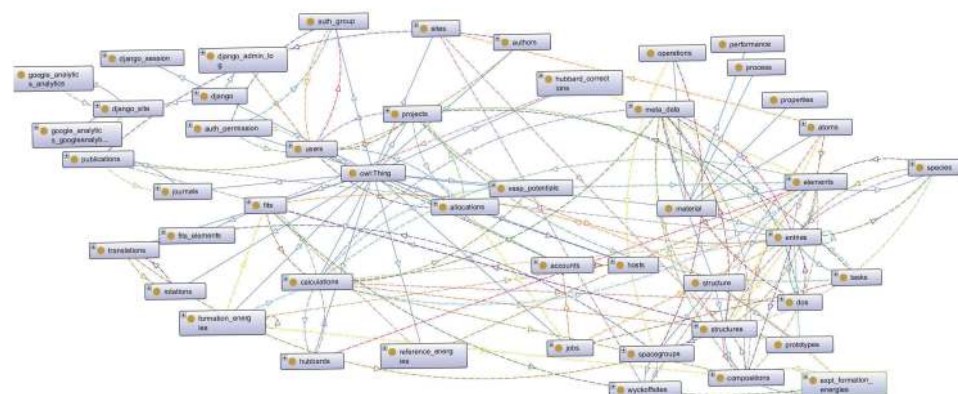 auth_group
sites
authors
operations
performance
django_session
django_admin_lo
g
process
google_analytic
s_analytics
django
hubbard_correct
ions
django_site
meta_data
properties
projects
google_analytic
s_googleanalyti...
auth_permission
atoms
users
publications
owl:Thing
species
journals
vasp_potentials
elements
fits
allocations
material
fits_elements
entries
translations
accounts
hosts
tasks
relations
calculations
structure
dos
formation_energ
ies
structures
prototypes
hubbards
reference_energ
ies
jobs
spacegroups
compositions
expt_formation_
energies
wyckoffsites